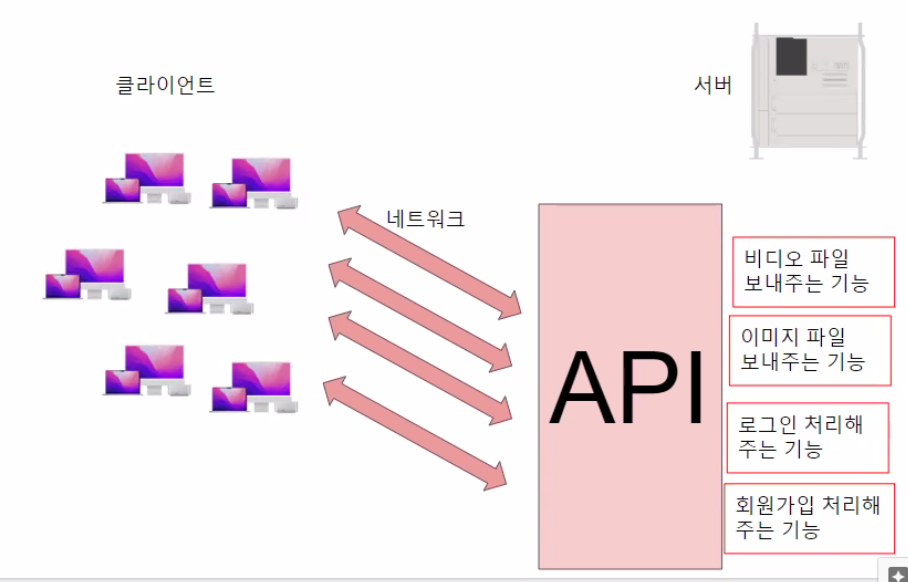 클라이언트
서버
네트워크
API
비디오 파일
보내주는 기능
이미지 파일
보내주는 기능
로그인 처리해
주는 기능
회원가입 처리해
주는 기능